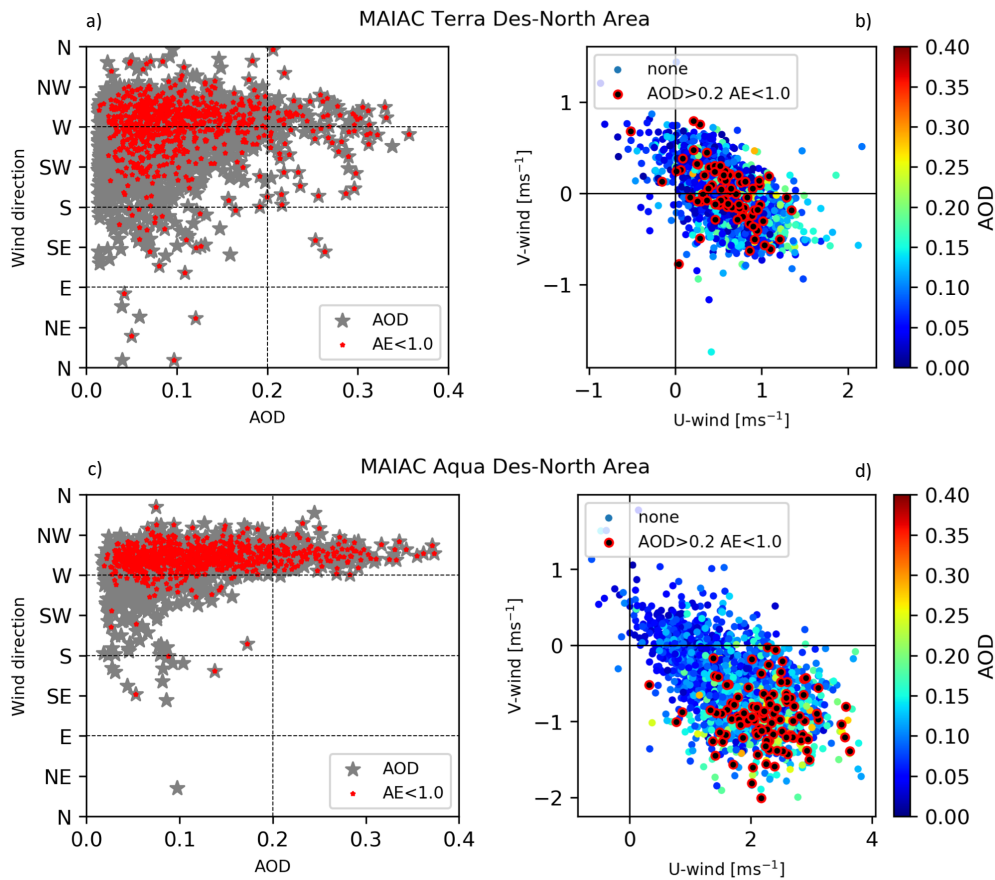 a)
MAIAC Terra Des-North Area
b)
N
NW
W
SW
S
SE
E
NE
N
Wind direction
0.0 0.1 0.2 0.3 0.4
AOD
AOD
AE<1.0
1
0
−1
V-wind [ms⁻¹]
−1 0 1 2
U-wind [ms⁻¹]
none
AOD>0.2 AE<1.0
0.40
0.35
0.30
0.25
0.20
0.15
0.10
0.05
0.00
AOD
c)
MAIAC Aqua Des-North Area
d)
N
NW
W
SW
S
SE
E
NE
N
Wind direction
0.0 0.1 0.2 0.3 0.4
AOD
AOD
AE<1.0
1
0
−1
−2
V-wind [ms⁻¹]
0 2 4
U-wind [ms⁻¹]
none
AOD>0.2 AE<1.0
0.40
0.35
0.30
0.25
0.20
0.15
0.10
0.05
0.00
AOD